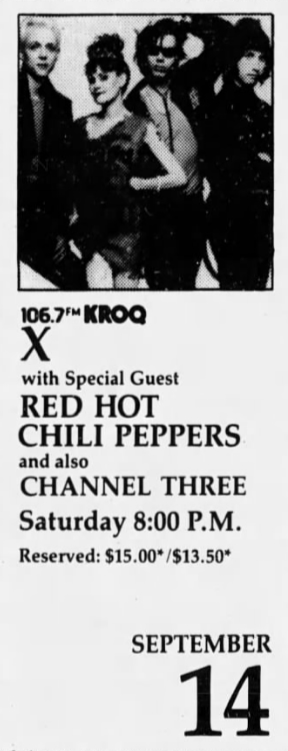 106.7FM KROQ
X
with Special Guest
RED HOT
CHILI PEPPERS
and also
CHANNEL THREE
Saturday 8:00 P.M.
Reserved: $15.00*/$13.50*
SEPTEMBER
14